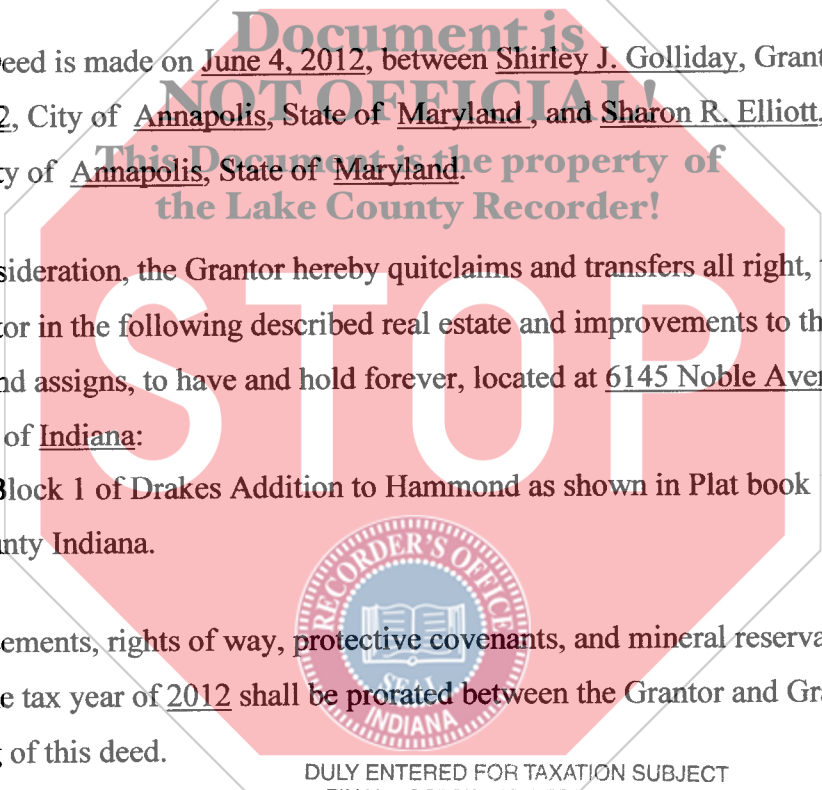 Document is
eed is made on June 4, 2012, between Shirley J. Golliday, Grant
NOT OFFICIAL!
2, City of Annapolis, State of Maryland, and Sharon R. Elliott,
This Document is the property of
ty of Annapolis, State of Maryland.
the Lake County Recorder!
sideration, the Grantor hereby quitclaims and transfers all right,
tor in the following described real estate and improvements to th
nd assigns, to have and hold forever, located at 6145 Noble Aven
of Indiana:
STOP
Block 1 of Drakes Addition to Hammond as shown in Plat book
unty Indiana.
RECORDER'S OFFICE
SEAL
INDIANA
ements, rights of way, protective covenants, and mineral reserva
e tax year of 2012 shall be prorated between the Grantor and Gra
of this deed.
DULY ENTERED FOR TAXATION SUBJECT